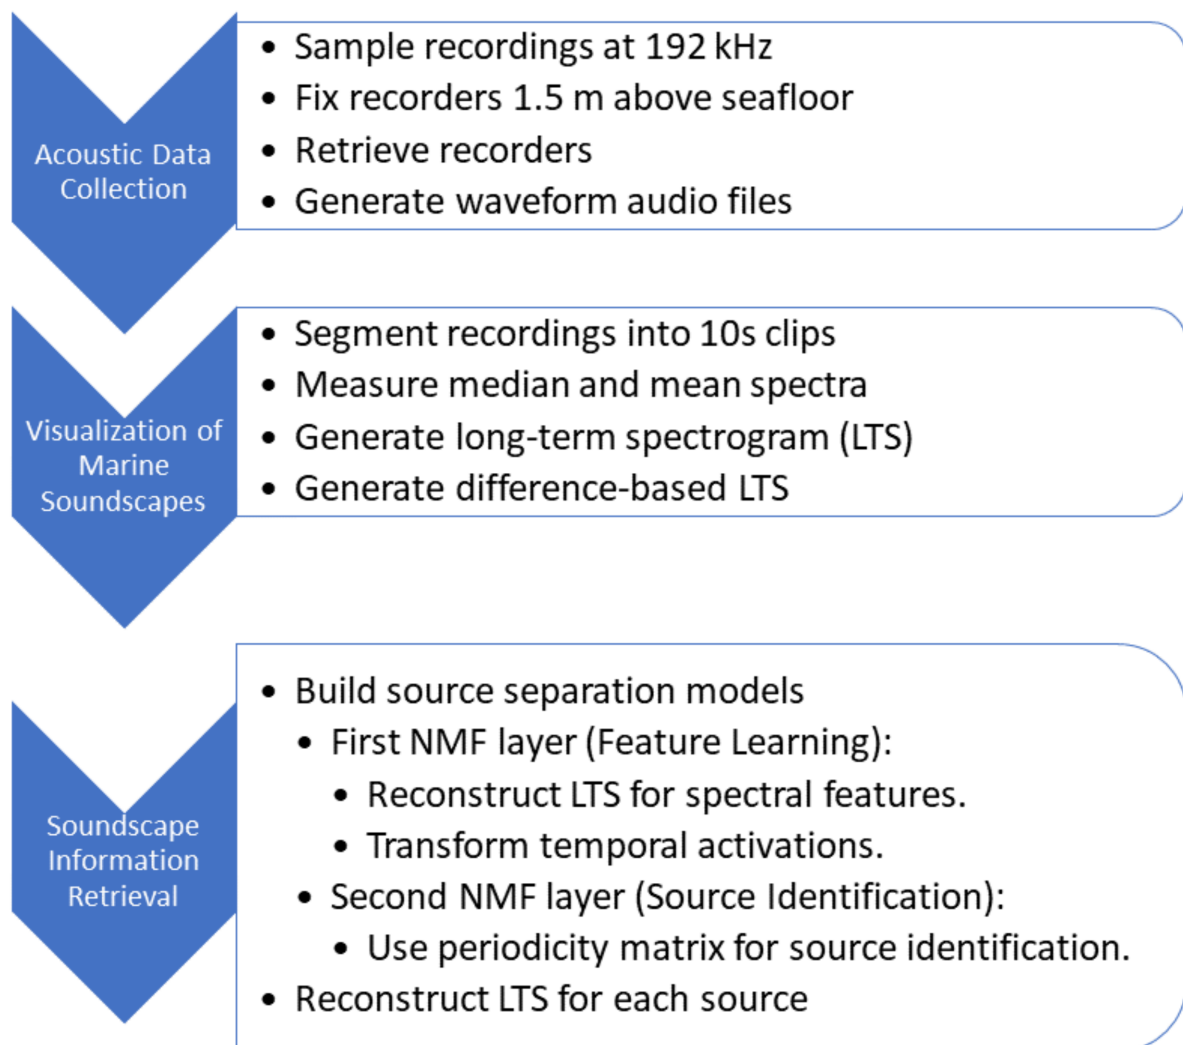 Acoustic Data
Collection
• Sample recordings at 192 kHz
• Fix recorders 1.5 m above seafloor
• Retrieve recorders
• Generate waveform audio files
Visualization of
Marine
Soundscapes
• Segment recordings into 10s clips
• Measure median and mean spectra
• Generate long-term spectrogram (LTS)
• Generate difference-based LTS
Soundscape
Information
Retrieval
• Build source separation models
• First NMF layer (Feature Learning):
• Reconstruct LTS for spectral features.
• Transform temporal activations.
• Second NMF layer (Source Identification):
• Use periodicity matrix for source identification.
• Reconstruct LTS for each source